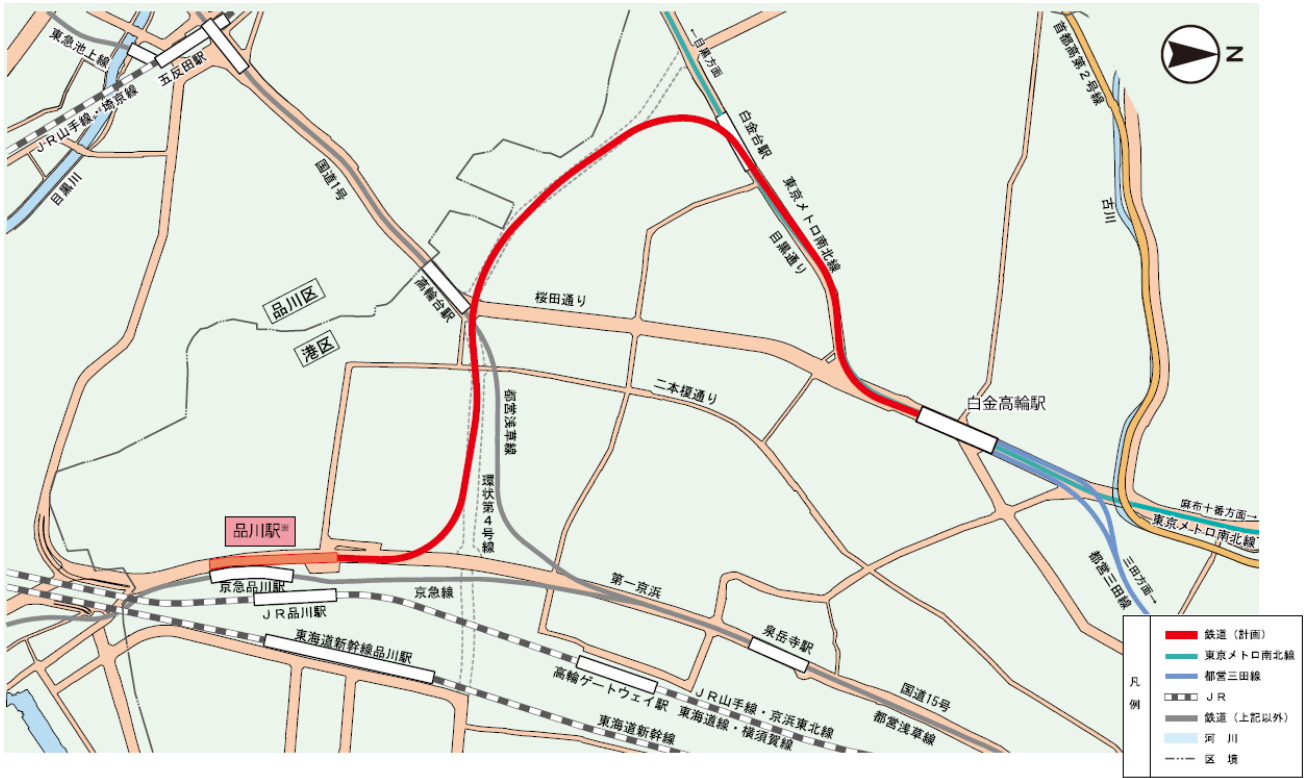 東急池上線
五反田駅
JR山手線・埼京線
目黒川
国道1号
←目黒方面
白金台駅
東京メトロ南北線
目黒通り
首都高第2号線
古川
N
品川区
港区
高輪台駅
桜田通り
二本榎通り
白金高輪駅
都営浅草線
環状第4号線
麻布十番方面→
東京メトロ南北線
三田方面→
都営三田線
品川駅※
京急品川駅
JR品川駅
京急線
第一京浜
泉岳寺駅
東海道新幹線品川駅
高輪ゲートウェイ駅
JR山手線・京浜東北線
東海道線・横須賀線
東海道新幹線
国道15号
都営浅草線
凡例
鉄道(計画)
東京メトロ南北線
都営三田線
JR
鉄道(上記以外)
河川
区境